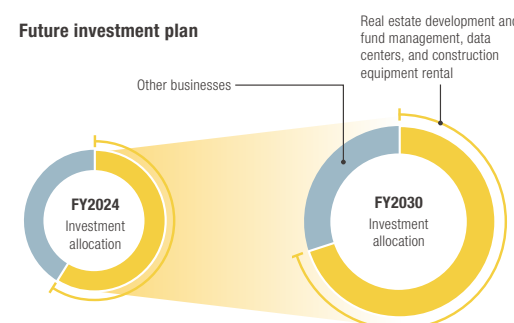 Future investment plan
Real estate development and
fund management, data
centers, and construction
equipment rental
Other businesses
FY2024
Investment
allocation
FY2030
Investment
allocation